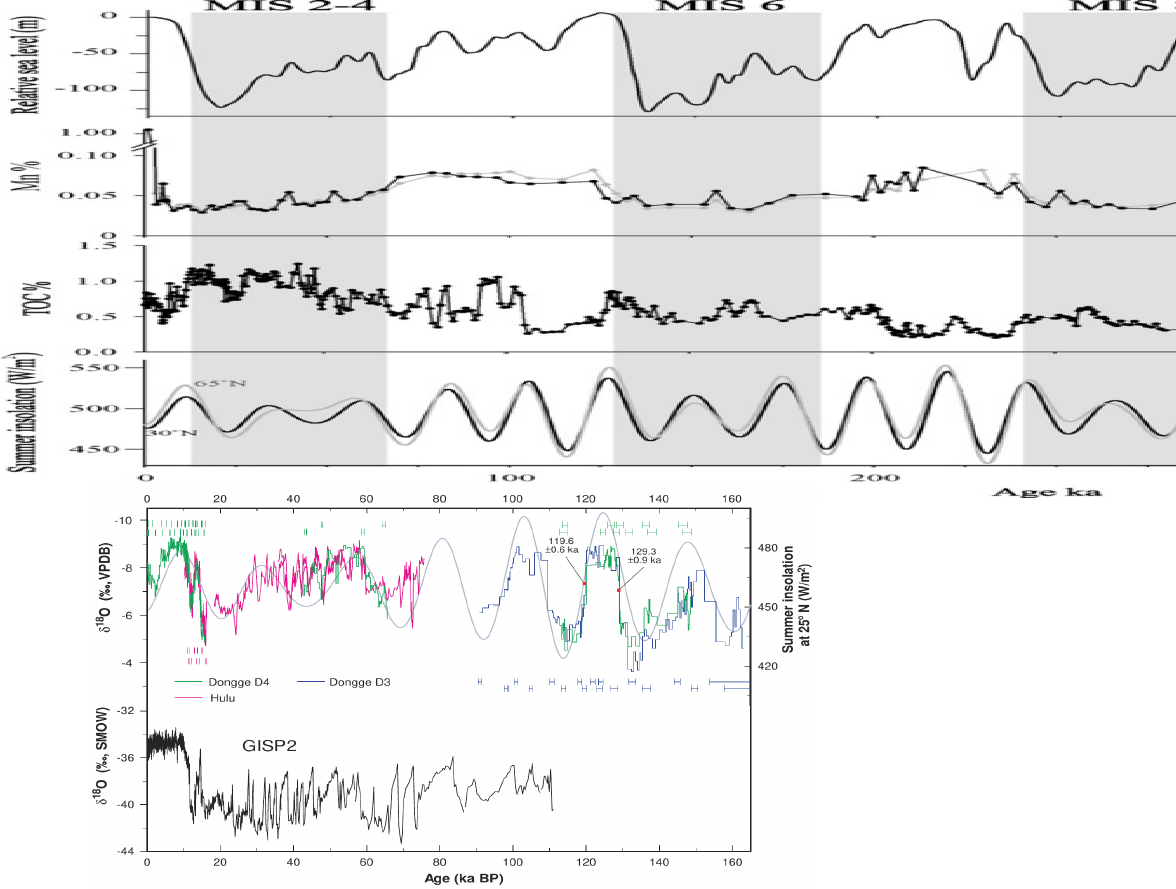 MIS 2-4 MIS 6 MIS
Relative sea level (m)
0
-50
-100
Mn %
1.00
0.10
0.05
0
TOC %
1.5
1.0
0.5
0.0
Summer insolation (W/m²)
550
500
450
65°N
30°N
0 100 200
Age ka
0 20 40 60 80 100 120 140 160
δ18O (‰, VPDB)
-10
-8
-6
-4
119.6
±0.6 ka
129.3
±0.9 ka
480
450
420
Summer insolation
at 25° N (W/m2)
Dongge D4 Dongge D3
Hulu
δ18O (‰, SMOW)
-32
-36
-40
-44
GISP2
0 20 40 60 80 100 120 140 160
Age (ka BP)